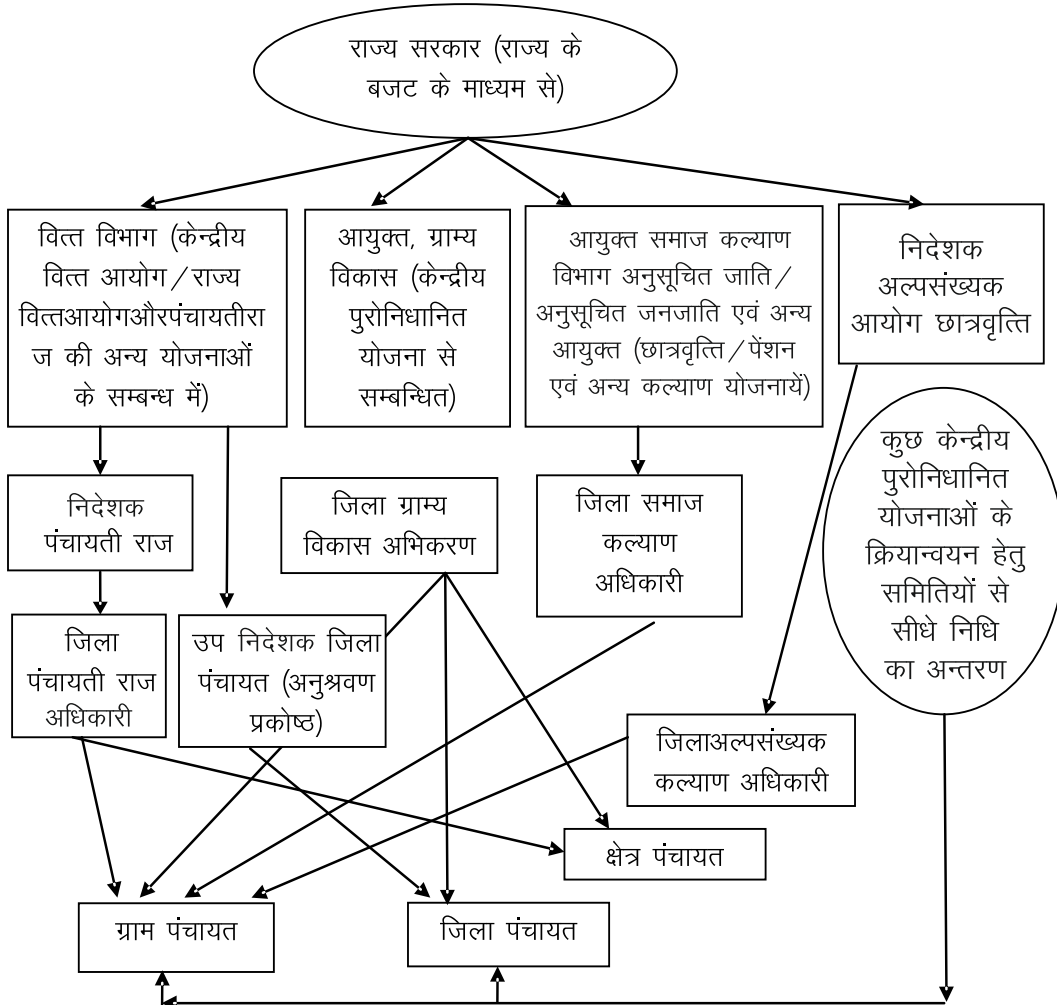 राज्य सरकार (राज्य के
बजट के माध्यम से)
वित्त विभाग (केन्द्रीय
वित्त आयोग/राज्य
वित्तआयोगऔरपंचायतीरा
ज की अन्य योजनाओं
के सम्बन्ध में)
आयुक्त, ग्राम्य
विकास (केन्द्रीय
पुरोनिधानित
योजना से
सम्बन्धित)
आयुक्त समाज कल्याण
विभाग अनुसूचित जाति/
अनुसूचित जनजाति एवं अन्य
आयुक्त (छात्रवृत्ति/पेंशन
एवं अन्य कल्याण योजनायें)
निदेशक
अल्पसंख्यक
आयोग छात्रवृत्ति
कुछ केन्द्रीय
पुरोनिधानित
योजनाओं के
क्रियान्वयन हेतु
समितियों से
सीधे निधि
का अन्तरण
निदेशक
पंचायती राज
जिला ग्राम्य
विकास अभिकरण
जिला समाज
कल्याण
अधिकारी
जिला
पंचायती राज
अधिकारी
उप निदेशक जिला
पंचायत (अनुश्रवण
प्रकोष्ठ)
जिलाअल्पसंख्यक
कल्याण अधिकारी
क्षेत्र पंचायत
ग्राम पंचायत
जिला पंचायत